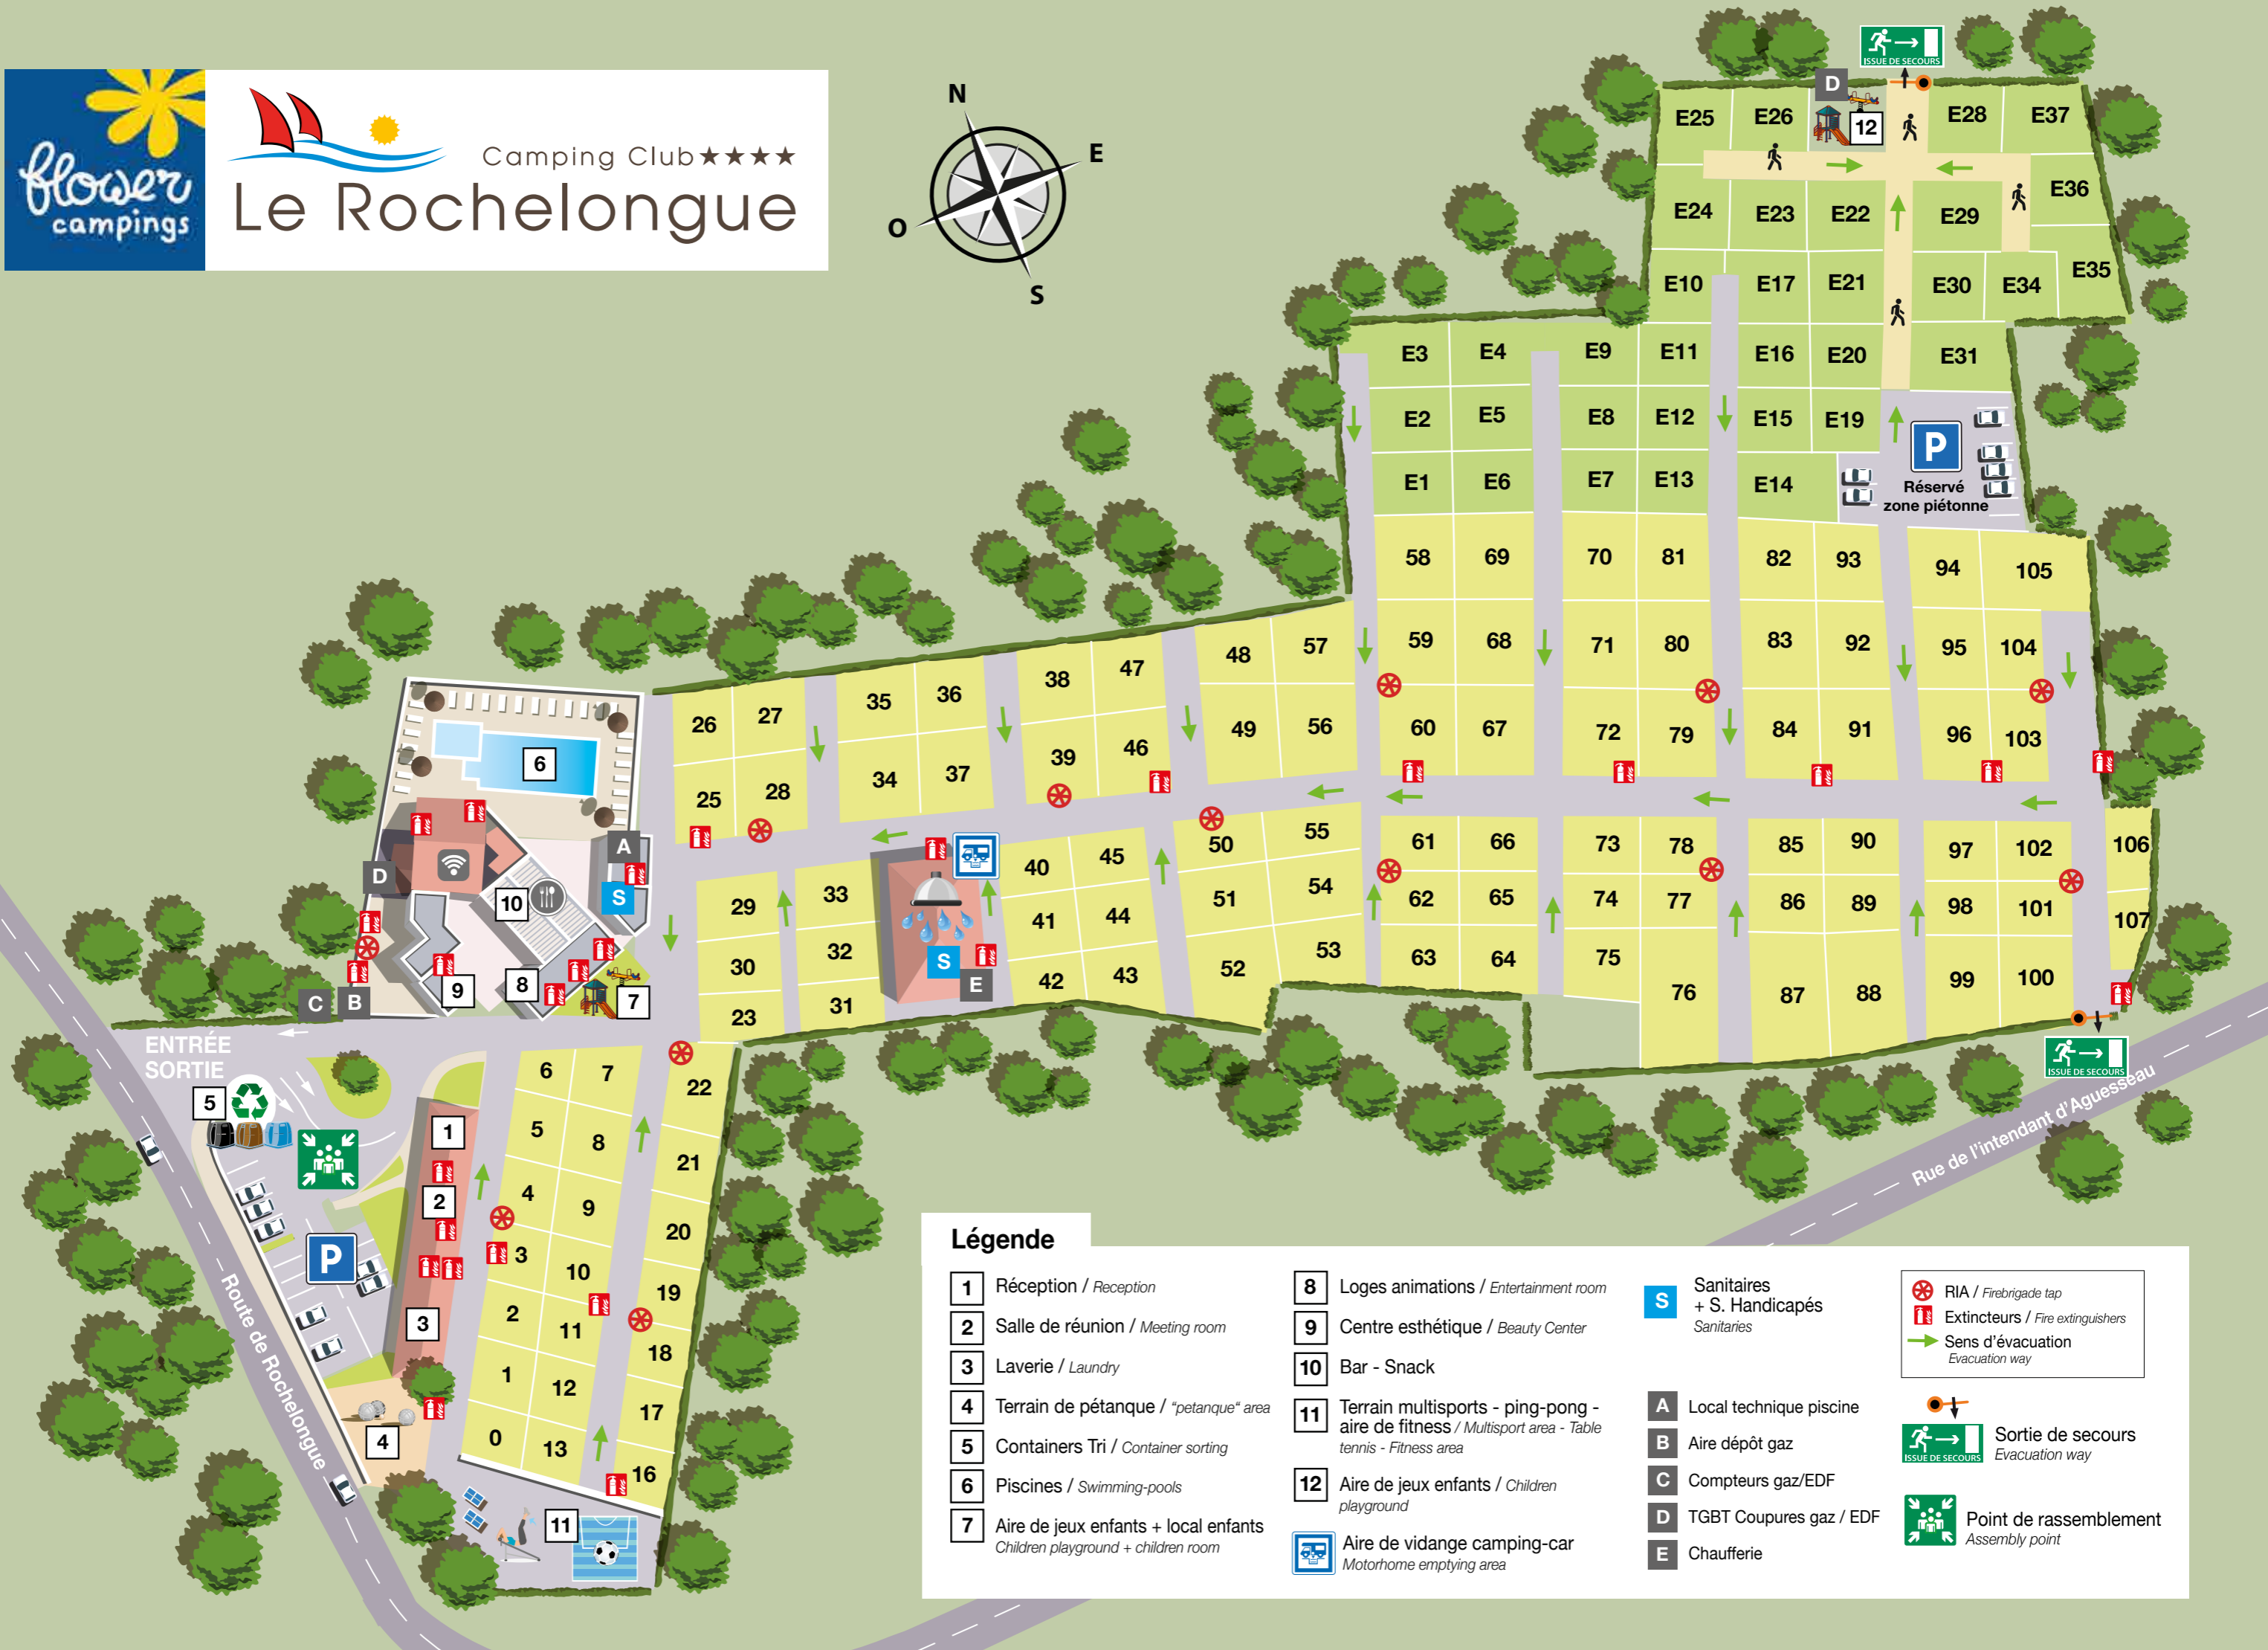 flower
campings
Camping Club★★★★
Le Rochelongue
N
E
O
S
ISSUE DE SECOURS
D
E25
E26
12
E28
E37
E24
E23
E22
E29
E36
E10
E17
E21
E30
E34
E35
E3
E4
E9
E11
E16
E20
E31
E2
E5
E8
E12
E15
E19
P
Réservé
zone piétonne
E1
E6
E7
E13
E14
58
69
70
81
82
93
94
105
59
68
71
80
83
92
95
104
60
67
72
79
84
91
96
103
26
27
35
36
38
47
48
57
25
28
34
37
39
46
49
56
6
A
D
10
S
9
8
7
C
B
29
33
40
45
50
55
30
32
41
44
51
54
23
31
42
43
52
53
S
E
61
66
73
78
85
90
97
102
106
62
65
74
77
86
89
98
101
107
63
64
75
76
87
88
99
100
ISSUE DE SECOURS
Rue de l'intendant d'Aguesseau
ENTRÉE
SORTIE
5
1
2
3
P
4
Route de Rochelongue
6
7
22
5
8
21
4
9
20
3
10
19
2
11
18
1
12
17
0
13
16
11
Légende
1 Réception / Reception
2 Salle de réunion / Meeting room
3 Laverie / Laundry
4 Terrain de pétanque / "petanque" area
5 Containers Tri / Container sorting
6 Piscines / Swimming-pools
7 Aire de jeux enfants + local enfants
Children playground + children room
8 Loges animations / Entertainment room
9 Centre esthétique / Beauty Center
10 Bar - Snack
11 Terrain multisports - ping-pong -
aire de fitness / Multisport area - Table
tennis - Fitness area
12 Aire de jeux enfants / Children
playground
Aire de vidange camping-car
Motorhome emptying area
S Sanitaires
+ S. Handicapés
Sanitaries
A Local technique piscine
B Aire dépôt gaz
C Compteurs gaz/EDF
D TGBT Coupures gaz / EDF
E Chaufferie
RIA / Firebrigade tap
Extincteurs / Fire extinguishers
Sens d'évacuation
Evacuation way
ISSUE DE SECOURS
Sortie de secours
Evacuation way
Point de rassemblement
Assembly point